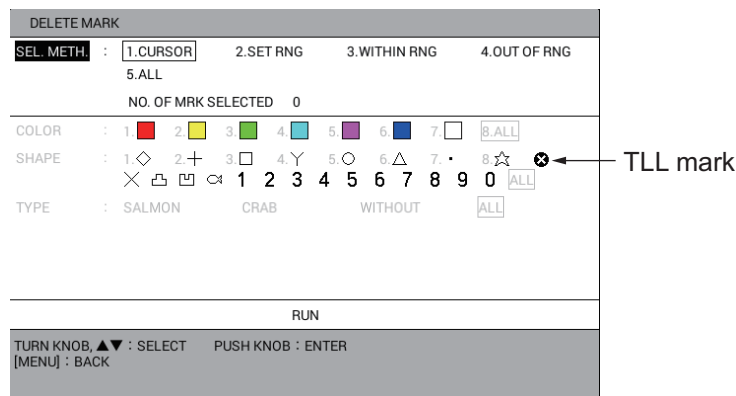 DELETE MARK
SEL. METH. : 1.CURSOR 2.SET RNG 3.WITHIN RNG 4.OUT OF RNG
5.ALL
NO. OF MRK SELECTED 0
COLOR : 1. 2. 3. 4. 5. 6. 7. 8.ALL
SHAPE : 1.◇ 2.+ 3.□ 4.Y 5.○ 6.△ 7.・ 8.☆ TLL mark
1 2 3 4 5 6 7 8 9 0 ALL
TYPE : SALMON CRAB WITHOUT ALL
RUN
TURN KNOB, ▲▼ : SELECT PUSH KNOB : ENTER
[MENU] : BACK